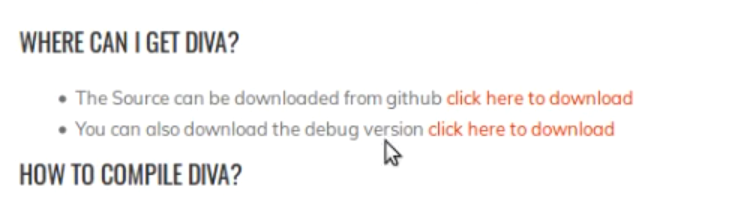 WHERE CAN I GET DIVA?
• The Source can be downloaded from github click here to download
• You can also download the debug version click here to download
HOW TO COMPILE DIVA?